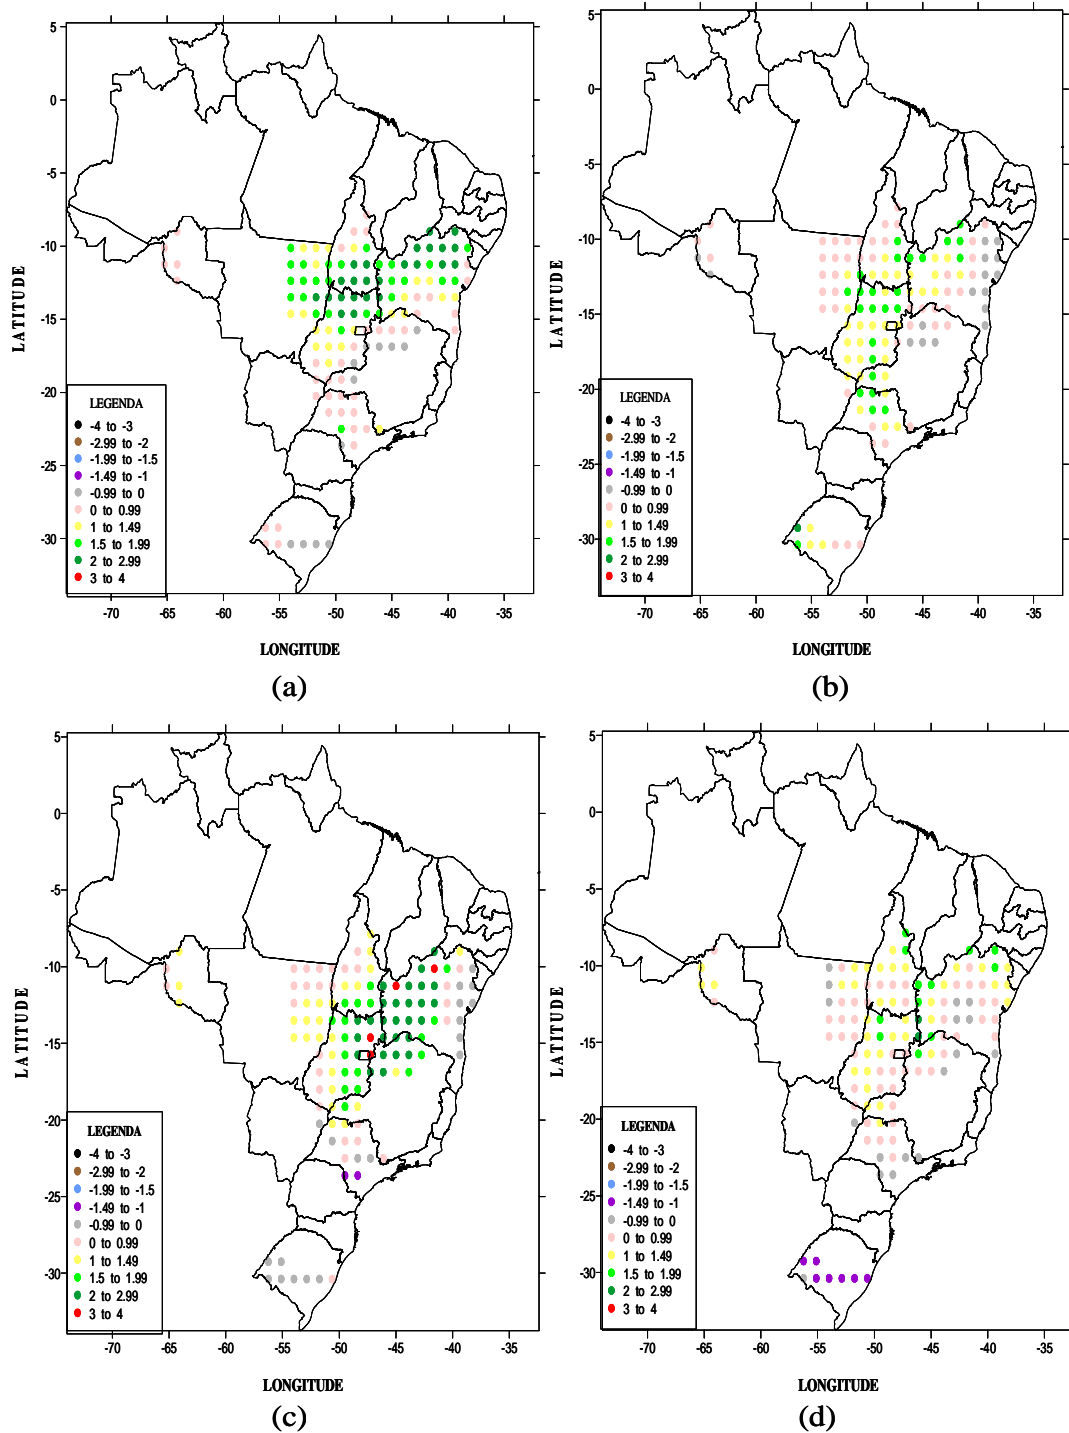 5
0
-5
-10
-15
-20
-25
-30
LATITUDE
LEGENDA
-4 to -3
-2.99 to -2
-1.99 to -1.5
-1.49 to -1
-0.99 to 0
0 to 0.99
1 to 1.49
1.5 to 1.99
2 to 2.99
3 to 4
-70 -60 -55 -50 -45 -40 -35
LONGITUDE
(a)
5
0
-5
-10
-15
-20
-25
-30
LATITUDE
LEGENDA
-4 to -3
-2.99 to -2
-1.99 to -1.5
-1.49 to -1
-0.99 to 0
0 to 0.99
1 to 1.49
1.5 to 1.99
2 to 2.99
3 to 4
-70 -60 -55 -50 -45 -40 -35
LONGITUDE
(b)
5
0
-5
-10
-15
-20
-25
-30
LATITUDE
LEGENDA
-4 to -3
-2.99 to -2
-1.99 to -1.5
-1.49 to -1
-0.99 to 0
0 to 0.99
1 to 1.49
1.5 to 1.99
2 to 2.99
3 to 4
-70 -60 -55 -50 -45 -40 -35
LONGITUDE
(c)
5
0
-5
-10
-15
-20
-25
-30
LATITUDE
LEGENDA
-4 to -3
-2.99 to -2
-1.99 to -1.5
-1.49 to -1
-0.99 to 0
0 to 0.99
1 to 1.49
1.5 to 1.99
2 to 2.99
3 to 4
-70 -60 -55 -50 -45 -40 -35
LONGITUDE
(d)